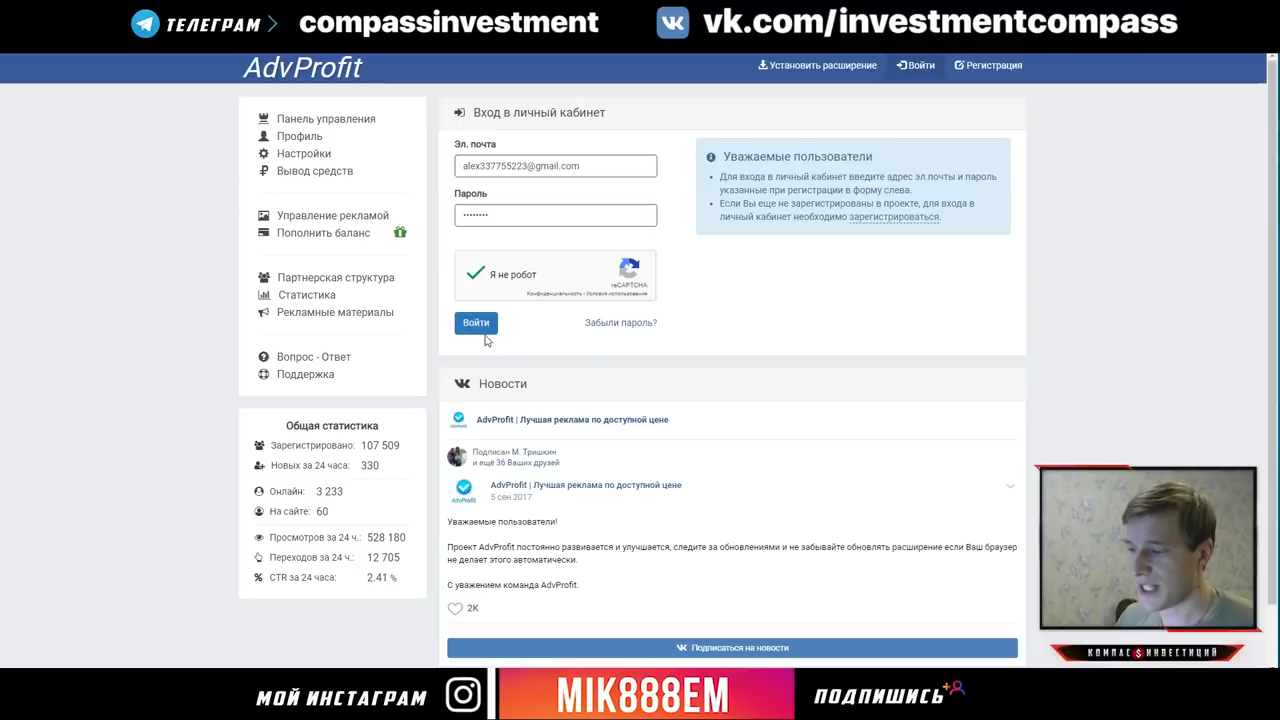 ТЕЛЕГРАМ compassinvestment vk.com/investmentcompass
AdvProfit
Установить расширение Войти Регистрация
Панель управления
Профиль
Настройки
Вывод средств
Управление рекламой
Пополнить баланс
Партнерская структура
Статистика
Рекламные материалы
Вопрос - Ответ
Поддержка
Общая статистика
Зарегистрировано: 107 509
Новых за 24 часа: 330
Онлайн: 3 233
На сайте: 60
Просмотров за 24 ч.: 528 180
Переходов за 24 ч.: 12 705
CTR за 24 часа: 2.41 %
Вход в личный кабинет
Эл. почта
alex337755223@gmail.com
Пароль
••••••••
Я не робот
reCAPTCHA
Конфиденциальность - Условия использования
Войти
Забыли пароль?
Уважаемые пользователи
• Для входа в личный кабинет введите адрес эл.почты и пароль
указанные при регистрации в форму слева.
• Если Вы еще не зарегистрированы в проекте, для входа в
личный кабинет необходимо зарегистрироваться.
Новости
AdvProfit | Лучшая реклама по доступной цене
Подписан М. Тришкин
и ещё 36 Ваших друзей
AdvProfit
AdvProfit | Лучшая реклама по доступной цене
5 сен 2017
Уважаемые пользователи!
Проект AdvProfit постоянно развивается и улучшается, следите за обновлениями и не забывайте обновлять расширение если Ваш браузер
не делает этого автоматически.
С уважением команда AdvProfit.
2K
Подписаться на новости
КОМПАС $ ИНВЕСТИЦИЙ
МОЙ ИНСТАГРАМ MIK888EM ПОДПИШИСЬ